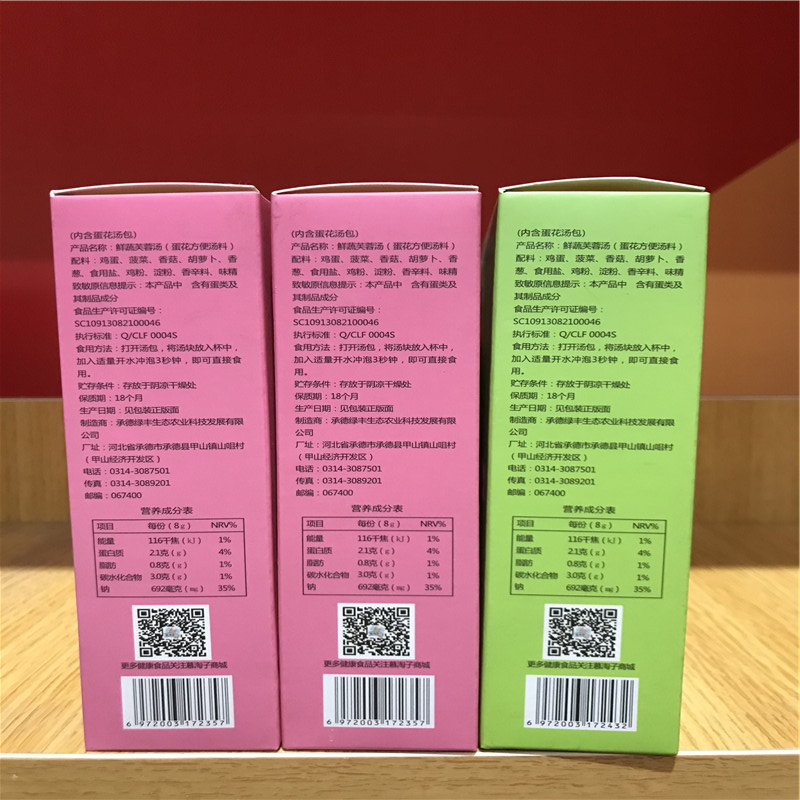 (内含蛋花汤包)
产品名称：鲜蔬芙蓉汤（蛋花方便汤料）
配料：鸡蛋、菠菜、香菇、胡萝卜、香
葱、食用盐、鸡粉、淀粉、香辛料、味精
致敏原信息提示：本产品中 含有蛋类及
其制品成分
食品生产许可证编号：
SC10913082100046
执行标准：Q/CLF 0004S
食用方法：打开汤包，将汤块放入杯中，
加入适量开水冲泡3秒钟，即可直接食
用。
贮存条件：存放于阴凉干燥处
保质期：18个月
生产日期：见包装正版面
制造商：承德绿丰生态农业科技发展有限
公司
厂址：河北省承德市承德县甲山镇山咀村
（甲山经济开发区）
电话：0314-3087501
传真：0314-3089201
邮编：067400
营养成分表
项目 每份（8g） NRV%
能量 116千焦（kJ） 1%
蛋白质 2.1克（g） 4%
脂肪 0.8克（g） 1%
碳水化合物 3.0克（g） 1%
钠 692毫克（mg） 35%
更多健康食品关注慕淘子商城
6 972003 172357
(内含蛋花汤包)
产品名称：鲜蔬芙蓉汤（蛋花方便汤料）
配料：鸡蛋、菠菜、香菇、胡萝卜、香
葱、食用盐、鸡粉、淀粉、香辛料、味精
致敏原信息提示：本产品中 含有蛋类及
其制品成分
食品生产许可证编号：
SC10913082100046
执行标准：Q/CLF 0004S
食用方法：打开汤包，将汤块放入杯中，
加入适量开水冲泡3秒钟，即可直接食
用。
贮存条件：存放于阴凉干燥处
保质期：18个月
生产日期：见包装正版面
制造商：承德绿丰生态农业科技发展有限
公司
厂址：河北省承德市承德县甲山镇山咀村
（甲山经济开发区）
电话：0314-3087501
传真：0314-3089201
邮编：067400
营养成分表
项目 每份（8g） NRV%
能量 116千焦（kJ） 1%
蛋白质 2.1克（g） 4%
脂肪 0.8克（g） 1%
碳水化合物 3.0克（g） 1%
钠 692毫克（mg） 35%
更多健康食品关注慕淘子商城
6 972003 172357
(内含蛋花汤包)
产品名称：鲜蔬芙蓉汤（蛋花方便汤料）
配料：鸡蛋、菠菜、香菇、胡萝卜、香
葱、食用盐、鸡粉、淀粉、香辛料、味精
致敏原信息提示：本产品中 含有蛋类及
其制品成分
食品生产许可证编号：
SC10913082100046
执行标准：Q/CLF 0004S
食用方法：打开汤包，将汤块放入杯中，
加入适量开水冲泡3秒钟，即可直接食
用。
贮存条件：存放于阴凉干燥处
保质期：18个月
生产日期：见包装正版面
制造商：承德绿丰生态农业科技发展有限
公司
厂址：河北省承德市承德县甲山镇山咀村
（甲山经济开发区）
电话：0314-3087501
传真：0314-3089201
邮编：067400
营养成分表
项目 每份（8g） NRV%
能量 116千焦（kJ） 1%
蛋白质 2.1克（g） 4%
脂肪 0.8克（g） 1%
碳水化合物 3.0克（g） 1%
钠 692毫克（mg） 35%
更多健康食品关注慕淘子商城
6 972003 172432